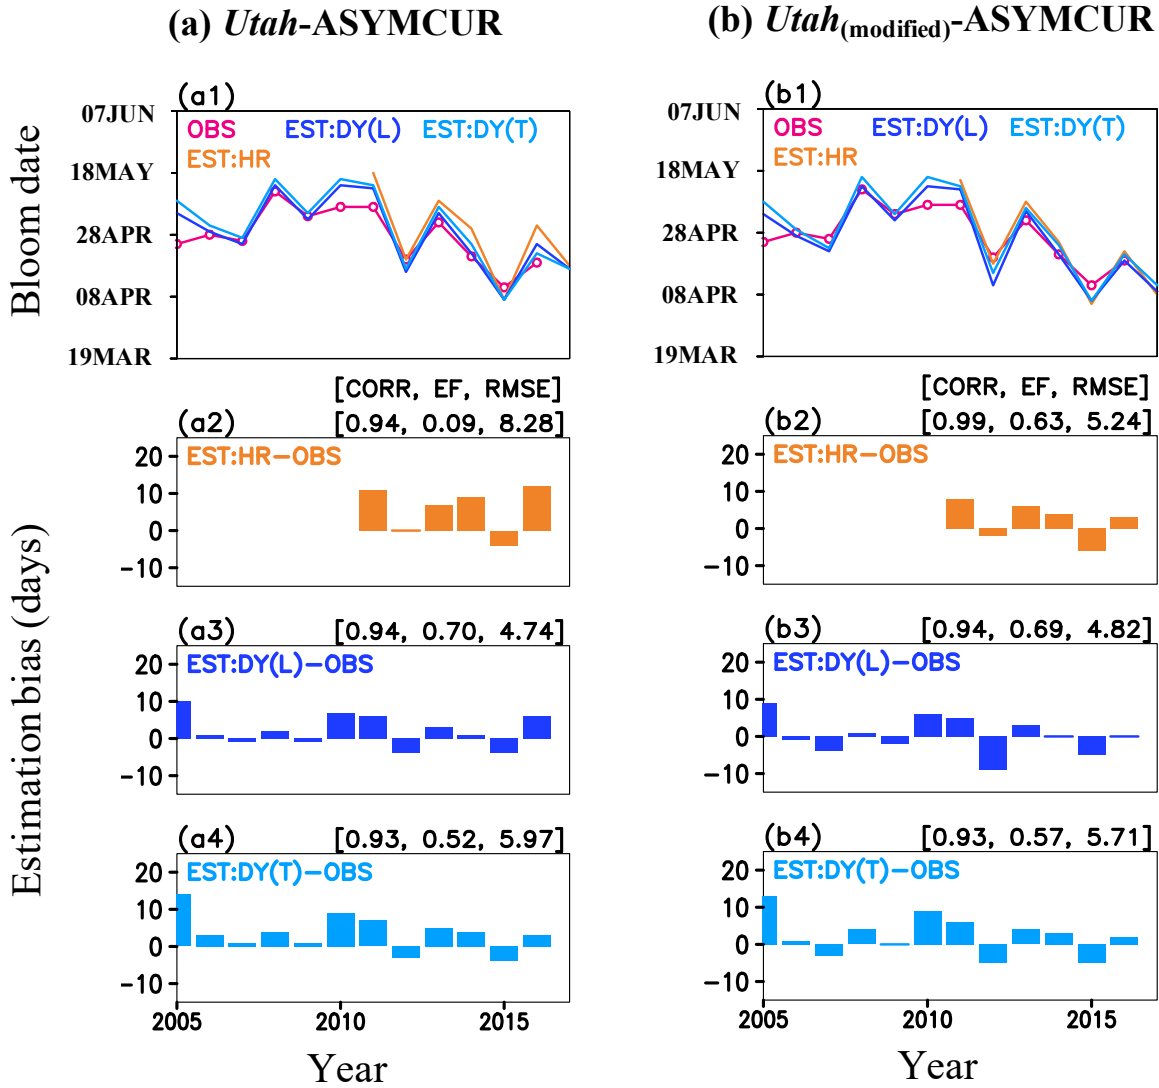 (a) Utah-ASYMCUR
(b) Utah(modified)-ASYMCUR
Bloom date
Estimation bias (days)
(a1)
07JUN
18MAY
28APR
08APR
19MAR
OBS EST:DY(L) EST:DY(T)
EST:HR
[CORR, EF, RMSE]
(a2) [0.94, 0.09, 8.28]
EST:HR−OBS
20
10
0
−10
(a3) [0.94, 0.70, 4.74]
EST:DY(L)−OBS
20
10
0
−10
(a4) [0.93, 0.52, 5.97]
EST:DY(T)−OBS
20
10
0
−10
2005 2010 2015
Year
(b1)
07JUN
18MAY
28APR
08APR
19MAR
OBS EST:DY(L) EST:DY(T)
EST:HR
[CORR, EF, RMSE]
(b2) [0.99, 0.63, 5.24]
EST:HR−OBS
20
10
0
−10
(b3) [0.94, 0.69, 4.82]
EST:DY(L)−OBS
20
10
0
−10
(b4) [0.93, 0.57, 5.71]
EST:DY(T)−OBS
20
10
0
−10
2005 2010 2015
Year